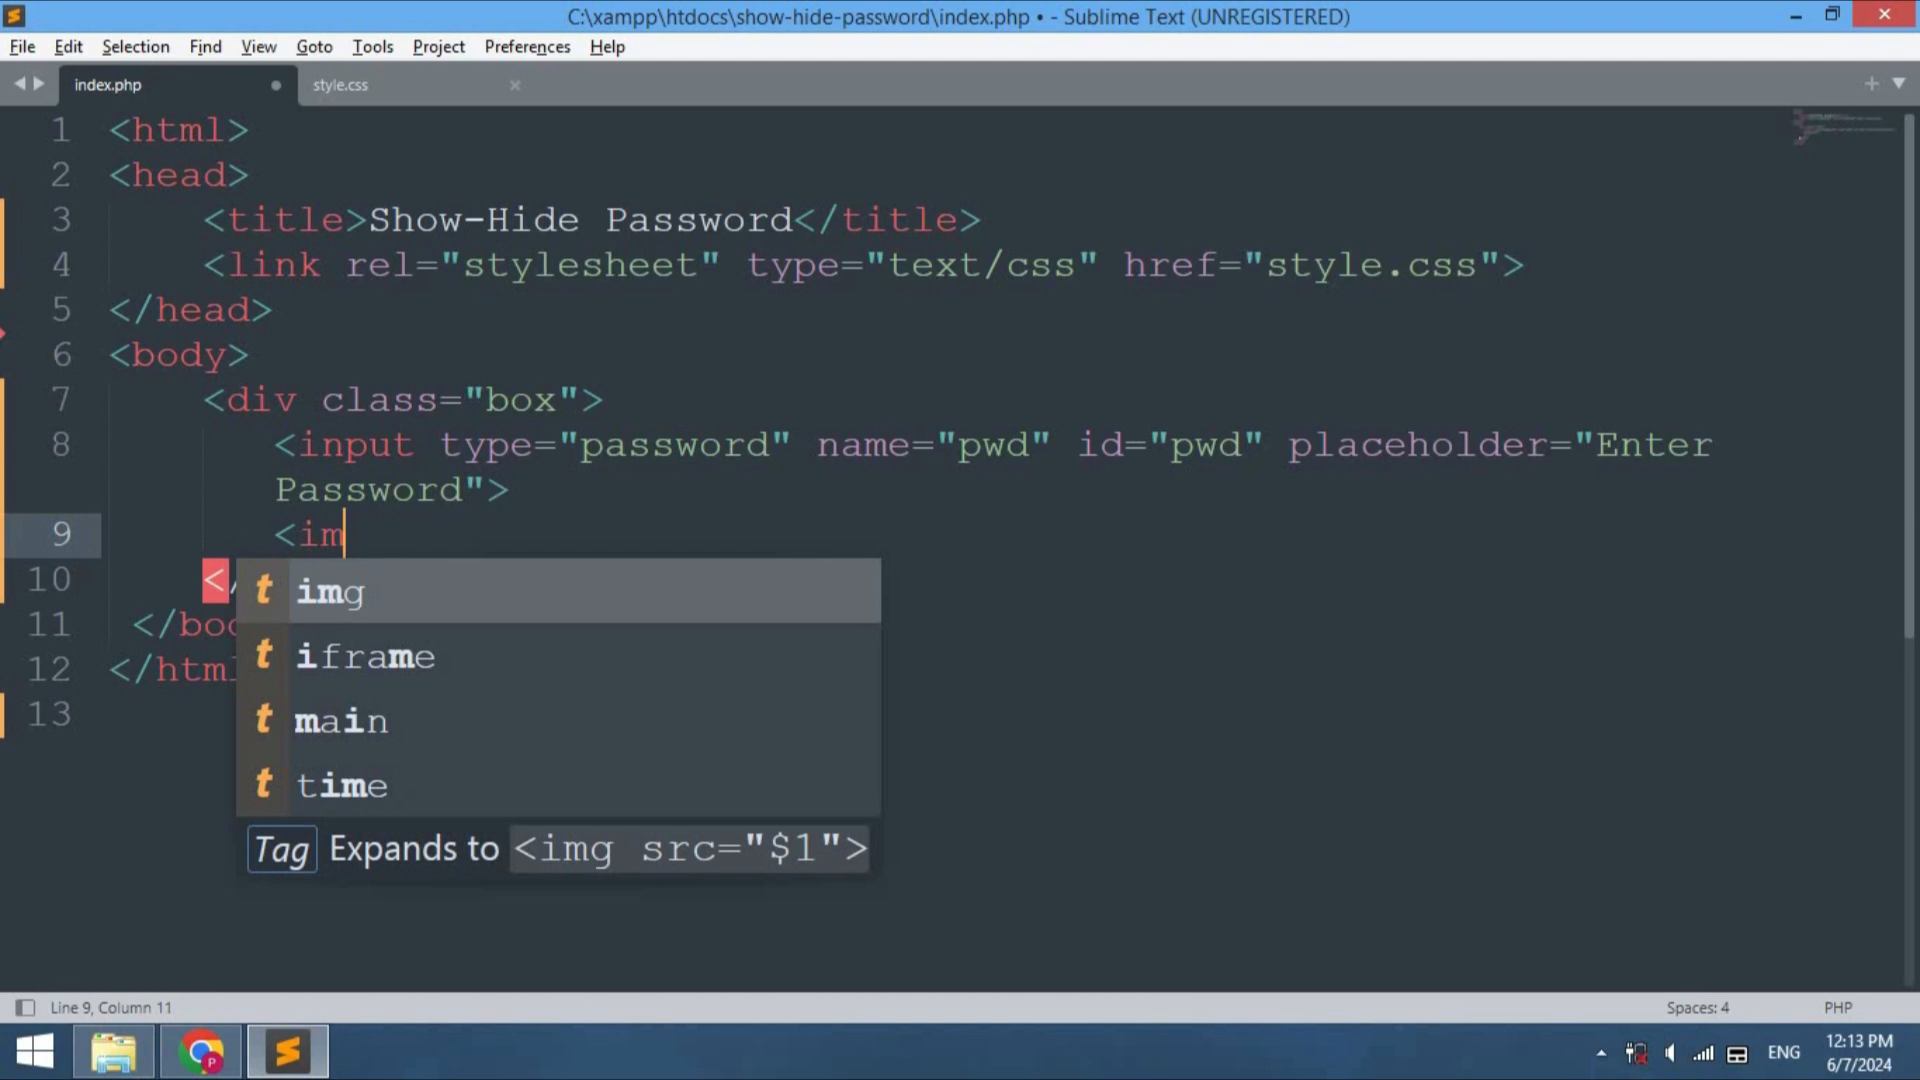 C:\xampp\htdocs\show-hide-password\index.php • - Sublime Text (UNREGISTERED)
File Edit Selection Find View Goto Tools Project Preferences Help
index.php style.css
1 <html>
2 <head>
3 <title>Show-Hide Password</title>
4 <link rel="stylesheet" type="text/css" href="style.css">
5 </head>
6 <body>
7 <div class="box">
8 <input type="password" name="pwd" id="pwd" placeholder="Enter
Password">
9 <im
10 </
t img
11 </bod
t iframe
12 </html
13
t main
t time
Tag Expands to <img src="$1">
Line 9, Column 11 Spaces: 4 PHP
P ENG 12:13 PM
6/7/2024